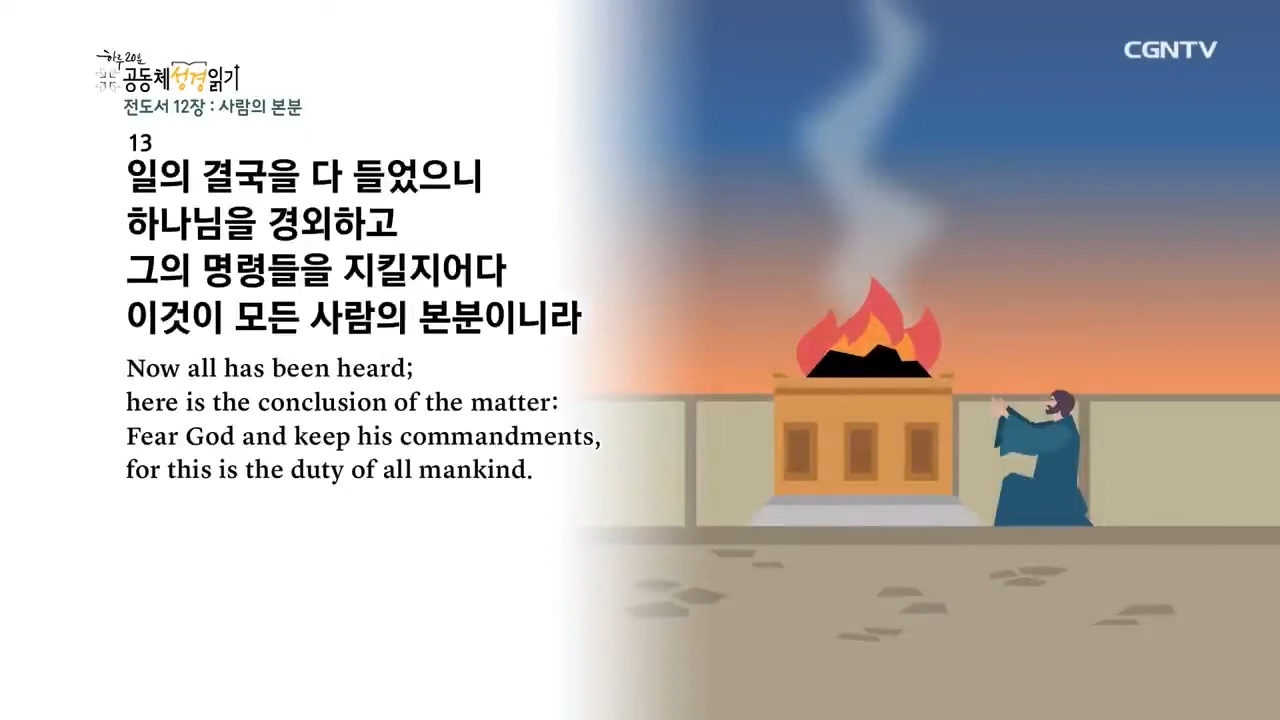 하루 20분
공동체성경읽기
CGNTV
전도서 12장 : 사람의 본분
13
일의 결국을 다 들었으니
하나님을 경외하고
그의 명령들을 지킬지어다
이것이 모든 사람의 본분이니라
Now all has been heard;
here is the conclusion of the matter:
Fear God and keep his commandments,
for this is the duty of all mankind.